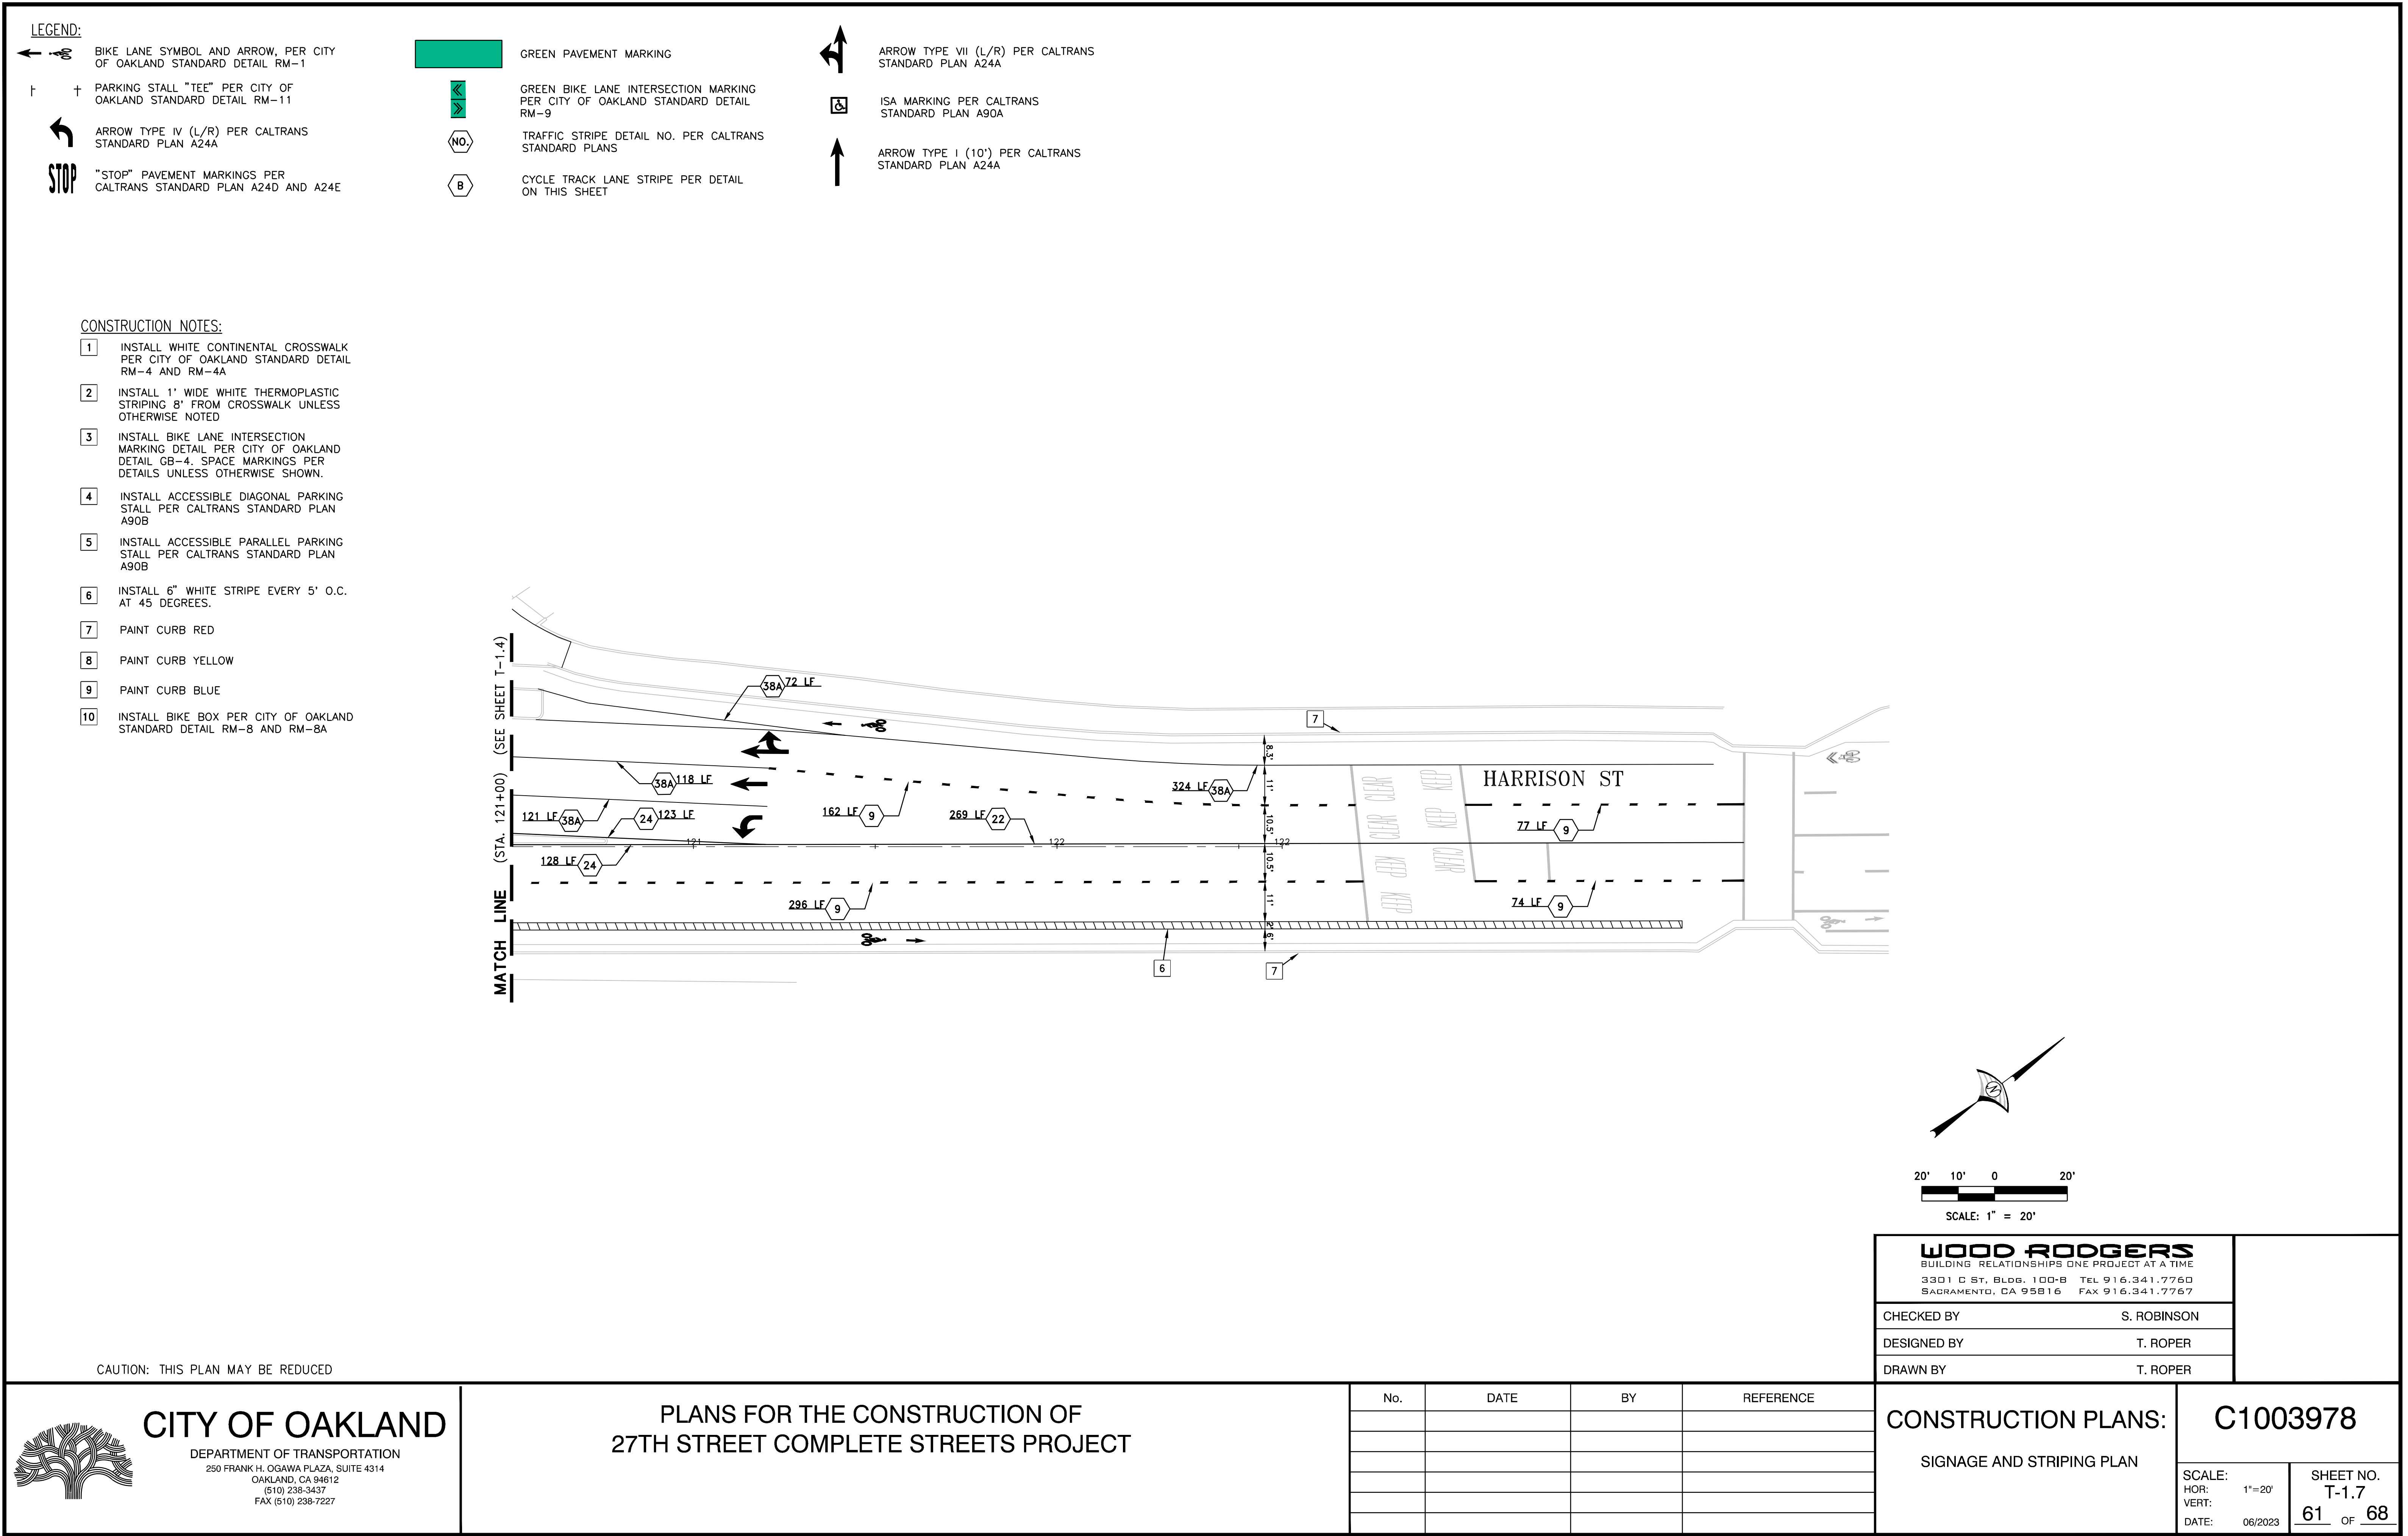 LEGEND:
BIKE LANE SYMBOL AND ARROW, PER CITY
OF OAKLAND STANDARD DETAIL RM-1
PARKING STALL "TEE" PER CITY OF
OAKLAND STANDARD DETAIL RM-11
ARROW TYPE IV (L/R) PER CALTRANS
STANDARD PLAN A24A
STOP
"STOP" PAVEMENT MARKINGS PER
CALTRANS STANDARD PLAN A24D AND A24E
GREEN PAVEMENT MARKING
GREEN BIKE LANE INTERSECTION MARKING
PER CITY OF OAKLAND STANDARD DETAIL
RM-9
NO.
TRAFFIC STRIPE DETAIL NO. PER CALTRANS
STANDARD PLANS
B
CYCLE TRACK LANE STRIPE PER DETAIL
ON THIS SHEET
ARROW TYPE VII (L/R) PER CALTRANS
STANDARD PLAN A24A
ISA MARKING PER CALTRANS
STANDARD PLAN A90A
ARROW TYPE I (10') PER CALTRANS
STANDARD PLAN A24A
CONSTRUCTION NOTES:
1 INSTALL WHITE CONTINENTAL CROSSWALK
PER CITY OF OAKLAND STANDARD DETAIL
RM-4 AND RM-4A
2 INSTALL 1' WIDE WHITE THERMOPLASTIC
STRIPING 8' FROM CROSSWALK UNLESS
OTHERWISE NOTED
3 INSTALL BIKE LANE INTERSECTION
MARKING DETAIL PER CITY OF OAKLAND
DETAIL GB-4. SPACE MARKINGS PER
DETAILS UNLESS OTHERWISE SHOWN.
4 INSTALL ACCESSIBLE DIAGONAL PARKING
STALL PER CALTRANS STANDARD PLAN
A90B
5 INSTALL ACCESSIBLE PARALLEL PARKING
STALL PER CALTRANS STANDARD PLAN
A90B
6 INSTALL 6" WHITE STRIPE EVERY 5' O.C.
AT 45 DEGREES.
7 PAINT CURB RED
8 PAINT CURB YELLOW
9 PAINT CURB BLUE
10 INSTALL BIKE BOX PER CITY OF OAKLAND
STANDARD DETAIL RM-8 AND RM-8A
MATCH LINE (STA. 121+00) (SEE SHEET T-1.4)
38A 72 LF
7
38A 118 LF
324 LF 38A
HARRISON ST
121 LF 38A
24 123 LF
162 LF 9
269 LF 22
77 LF 9
121
122
122
128 LF 24
296 LF 9
74 LF 9
8.3'
11'
10.5'
10.5'
11'
2'
6'
CLEAR CLEAR
KEEP KEEP
KEEP KEEP
CLEAR
6
7
N
20' 10' 0 20'
SCALE: 1" = 20'
WOOD RODGERS
BUILDING RELATIONSHIPS ONE PROJECT AT A TIME
3301 C ST, BLDG. 100-B TEL 916.341.7760
SACRAMENTO, CA 95816 FAX 916.341.7767
CHECKED BY S. ROBINSON
DESIGNED BY T. ROPER
DRAWN BY T. ROPER
CAUTION: THIS PLAN MAY BE REDUCED
CITY OF OAKLAND
DEPARTMENT OF TRANSPORTATION
250 FRANK H. OGAWA PLAZA, SUITE 4314
OAKLAND, CA 94612
(510) 238-3437
FAX (510) 238-7227
PLANS FOR THE CONSTRUCTION OF
27TH STREET COMPLETE STREETS PROJECT
No. DATE BY REFERENCE
CONSTRUCTION PLANS:
SIGNAGE AND STRIPING PLAN
C1003978
SCALE:
HOR: 1"=20'
VERT:
DATE: 06/2023
SHEET NO.
T-1.7
61 OF 68